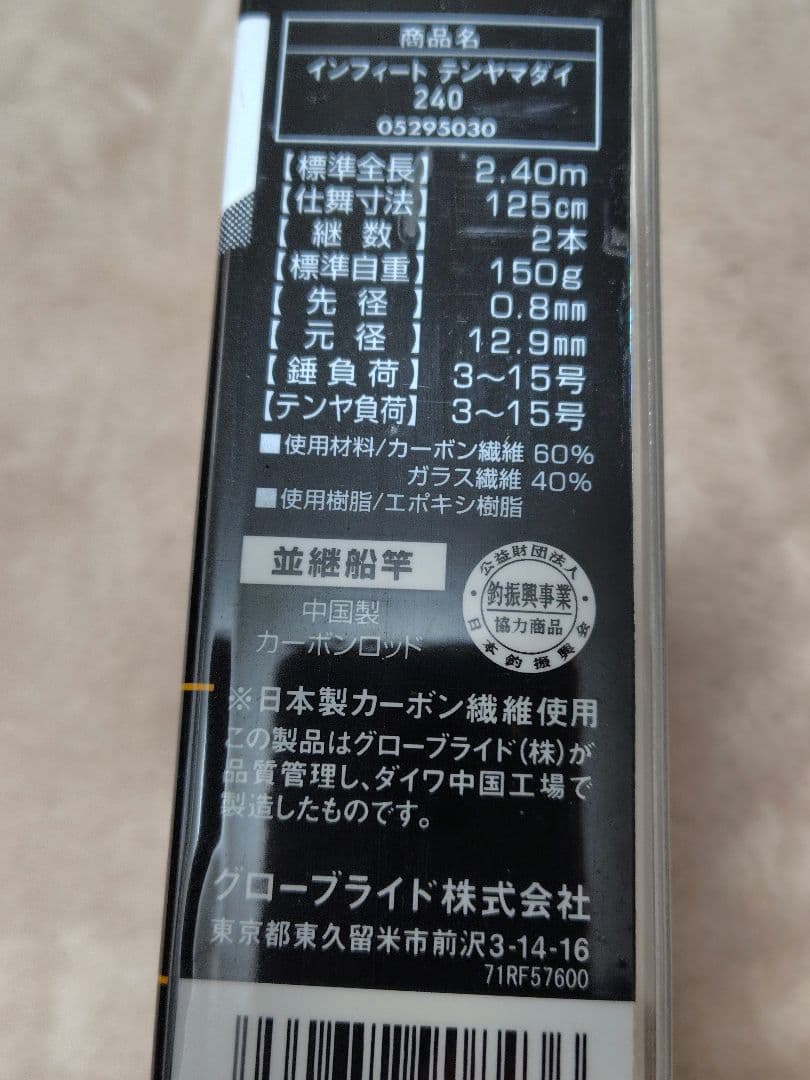 商品名
インフィート テンヤマダイ
240
05295030
【標準全長】 2.40m
【仕舞寸法】 125cm
【継数】 2本
【標準自重】 150g
【先径】 0.8mm
【元径】 12.9mm
【錘負荷】 3〜15号
【テンヤ負荷】 3〜15号
■使用材料/カーボン繊維 60%
ガラス繊維 40%
■使用樹脂/エポキシ樹脂
並継船竿
中国製
カーボンロッド
公益財団法人
釣振興事業
協力商品
日本釣振興会
※日本製カーボン繊維使用
この製品はグローブライド(株)が
品質管理し、ダイワ中国工場で
製造したものです。
グローブライド株式会社
東京都東久留米市前沢3-14-16
71RF57600